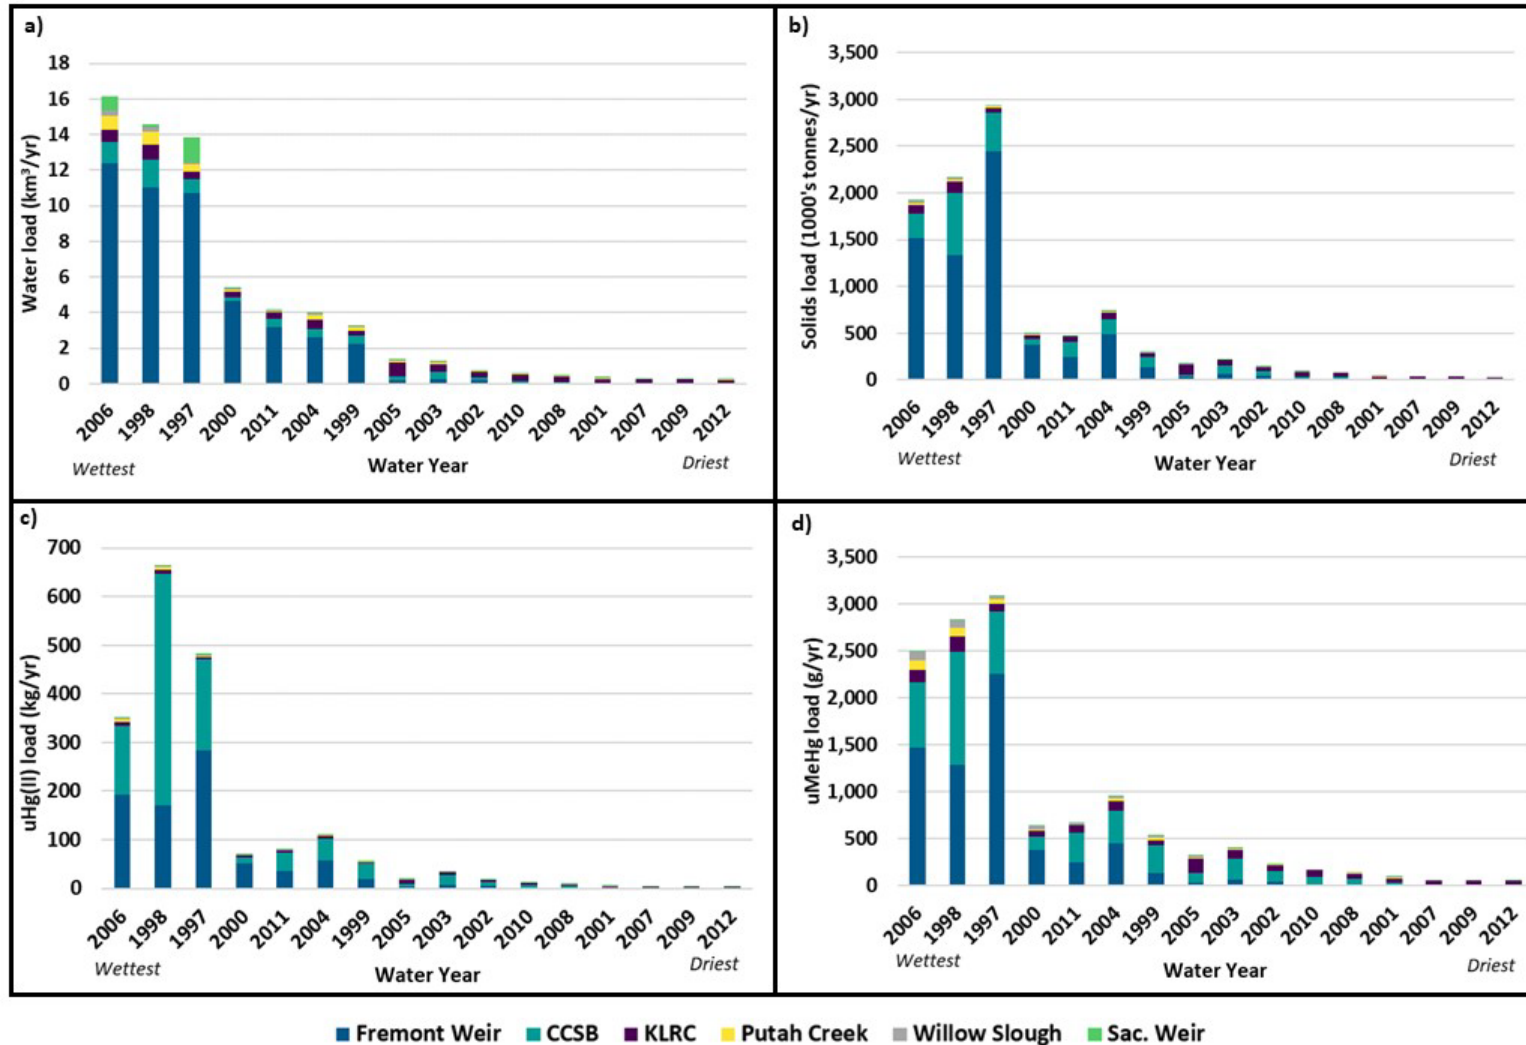 a)
Water load (km³/yr)
18
16
14
12
10
8
6
4
2
0
2006 1998 1997 2000 2011 2004 1999 2005 2003 2002 2010 2008 2001 2007 2009 2012
Wettest Water Year Driest
b)
Solids load (1000's tonnes/yr)
3,500
3,000
2,500
2,000
1,500
1,000
500
0
2006 1998 1997 2000 2011 2004 1999 2005 2003 2002 2010 2008 2001 2007 2009 2012
Wettest Water Year Driest
c)
uHg(II) load (kg/yr)
700
600
500
400
300
200
100
0
2006 1998 1997 2000 2011 2004 1999 2005 2003 2002 2010 2008 2001 2007 2009 2012
Wettest Water Year Driest
d)
uMeHg load (g/yr)
3,500
3,000
2,500
2,000
1,500
1,000
500
0
2006 1998 1997 2000 2011 2004 1999 2005 2003 2002 2010 2008 2001 2007 2009 2012
Wettest Water Year Driest
Fremont Weir CCSB KLRC Putah Creek Willow Slough Sac. Weir